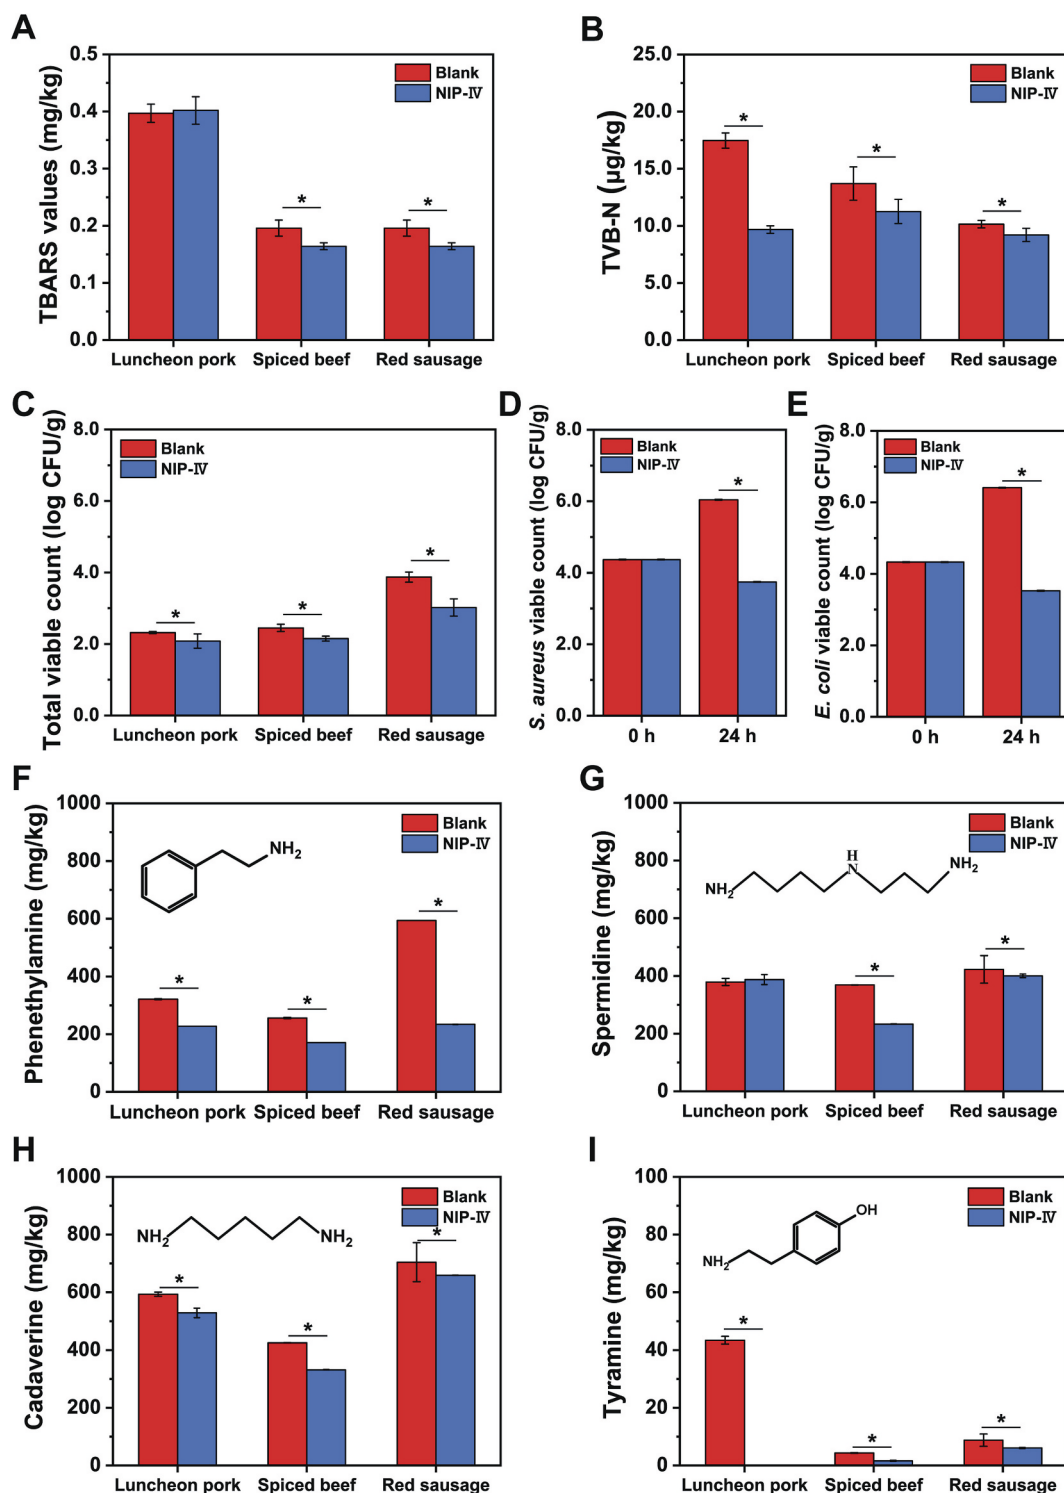 A
TBARS values (mg/kg)
0.5
0.4
0.3
0.2
0.1
0.0
Blank
NIP-IV
*
*
Luncheon pork
Spiced beef
Red sausage
B
TVB-N (μg/kg)
25.0
20.0
15.0
10.0
5.0
0.0
Blank
NIP-IV
*
*
*
Luncheon pork
Spiced beef
Red sausage
C
Total viable count (log CFU/g)
8.0
6.0
4.0
2.0
0.0
Blank
NIP-IV
*
*
*
Luncheon pork
Spiced beef
Red sausage
D
S. aureus viable count (log CFU/g)
8.0
6.0
4.0
2.0
0.0
Blank
NIP-IV
*
0 h
24 h
E
E. coli viable count (log CFU/g)
8.0
6.0
4.0
2.0
0.0
Blank
NIP-IV
*
0 h
24 h
F
Phenethylamine (mg/kg)
1000
800
600
400
200
0
NH2
Blank
NIP-IV
*
*
*
Luncheon pork
Spiced beef
Red sausage
G
Spermidine (mg/kg)
1000
800
600
400
200
0
NH2
H
N
NH2
Blank
NIP-IV
*
*
Luncheon pork
Spiced beef
Red sausage
H
Cadaverine (mg/kg)
1000
800
600
400
200
0
NH2
NH2
Blank
NIP-IV
*
*
*
Luncheon pork
Spiced beef
Red sausage
I
Tyramine (mg/kg)
100
80
60
40
20
0
NH2
OH
Blank
NIP-IV
*
*
*
Luncheon pork
Spiced beef
Red sausage